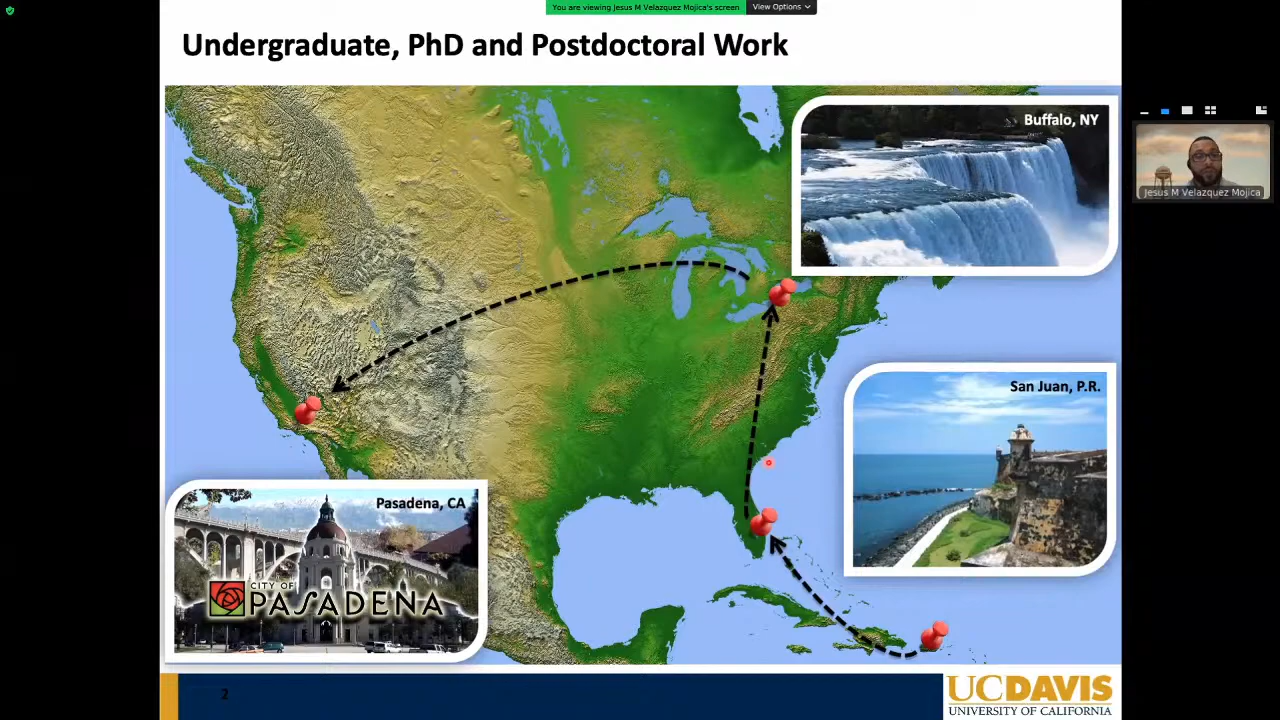 You are viewing Jesus M Velazquez Mojica's screen
View Options
Undergraduate, PhD and Postdoctoral Work
Buffalo, NY
Jesus M Velazquez Mojica
San Juan, P.R.
Pasadena, CA
CITY OF
PASADENA
2
UCDAVIS
UNIVERSITY OF CALIFORNIA